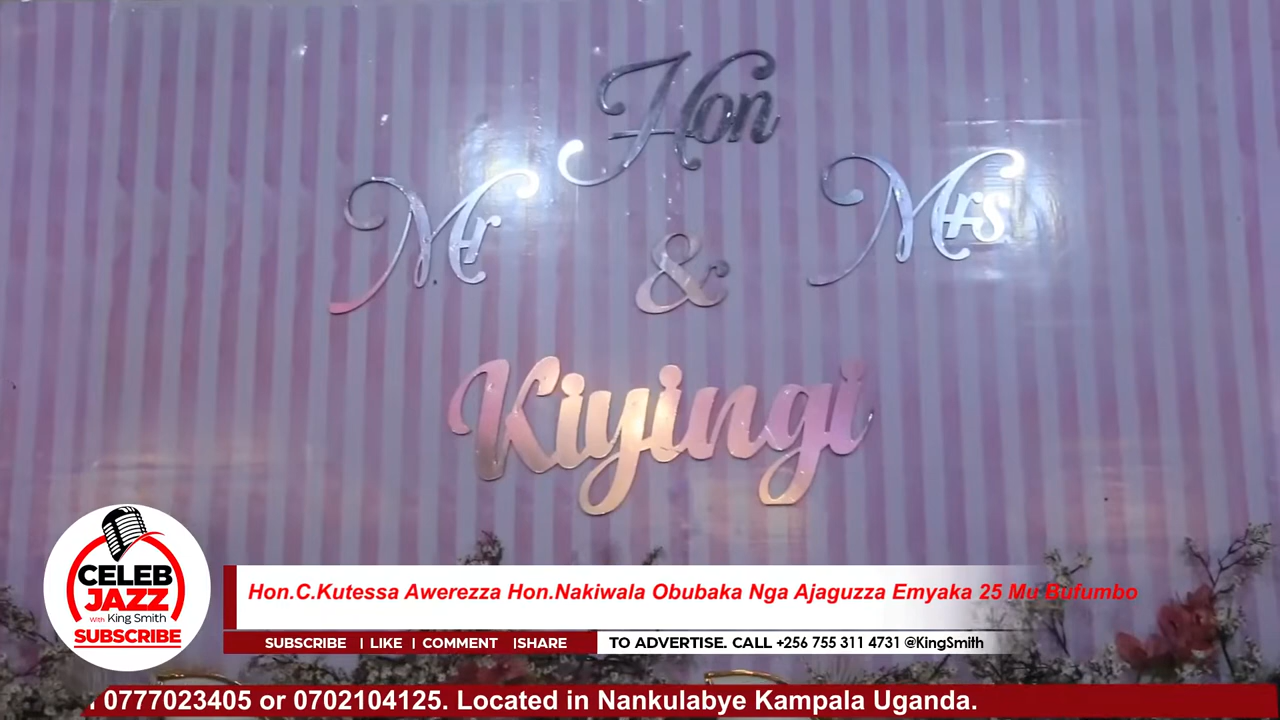 Hon
Mr
Mrs
&
Kiyingi
CELEB
JAZZ
With King Smith
SUBSCRIBE
Hon.C.Kutessa Awerezza Hon.Nakiwala Obubaka Nga Ajaguzza Emyaka 25 Mu Bufumbo
SUBSCRIBE | LIKE | COMMENT |SHARE
TO ADVERTISE. CALL +256 755 311 4731 @KingSmith
0777023405 or 0702104125. Located in Nankulabye Kampala Uganda.